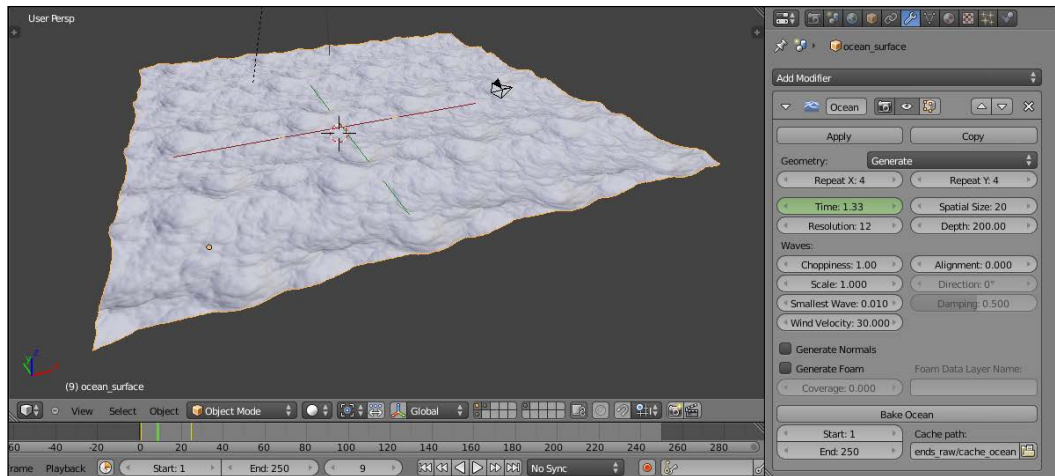 User Persp
ocean_surface
Add Modifier
Ocean
Apply
Copy
Geometry:
Generate
Repeat X: 4
Repeat Y: 4
Time: 1.33
Spatial Size: 20
Resolution: 12
Depth: 200.00
Waves:
Choppiness: 1.00
Alignment: 0.000
Scale: 1.000
Direction: 0°
Smallest Wave: 0.010
Damping: 0.500
Wind Velocity: 30.000
Generate Normals
Generate Foam
Foam Data Layer Name:
Coverage: 0.000
Bake Ocean
Start: 1
Cache path:
End: 250
ends_raw/cache_ocean
z
(9) ocean_surface
View Select Object Object Mode Global
60 -40 -20 0 20 40 60 80 100 120 140 160 180 200 220 240 260 280
rame Playback Start: 1 End: 250 9 No Sync